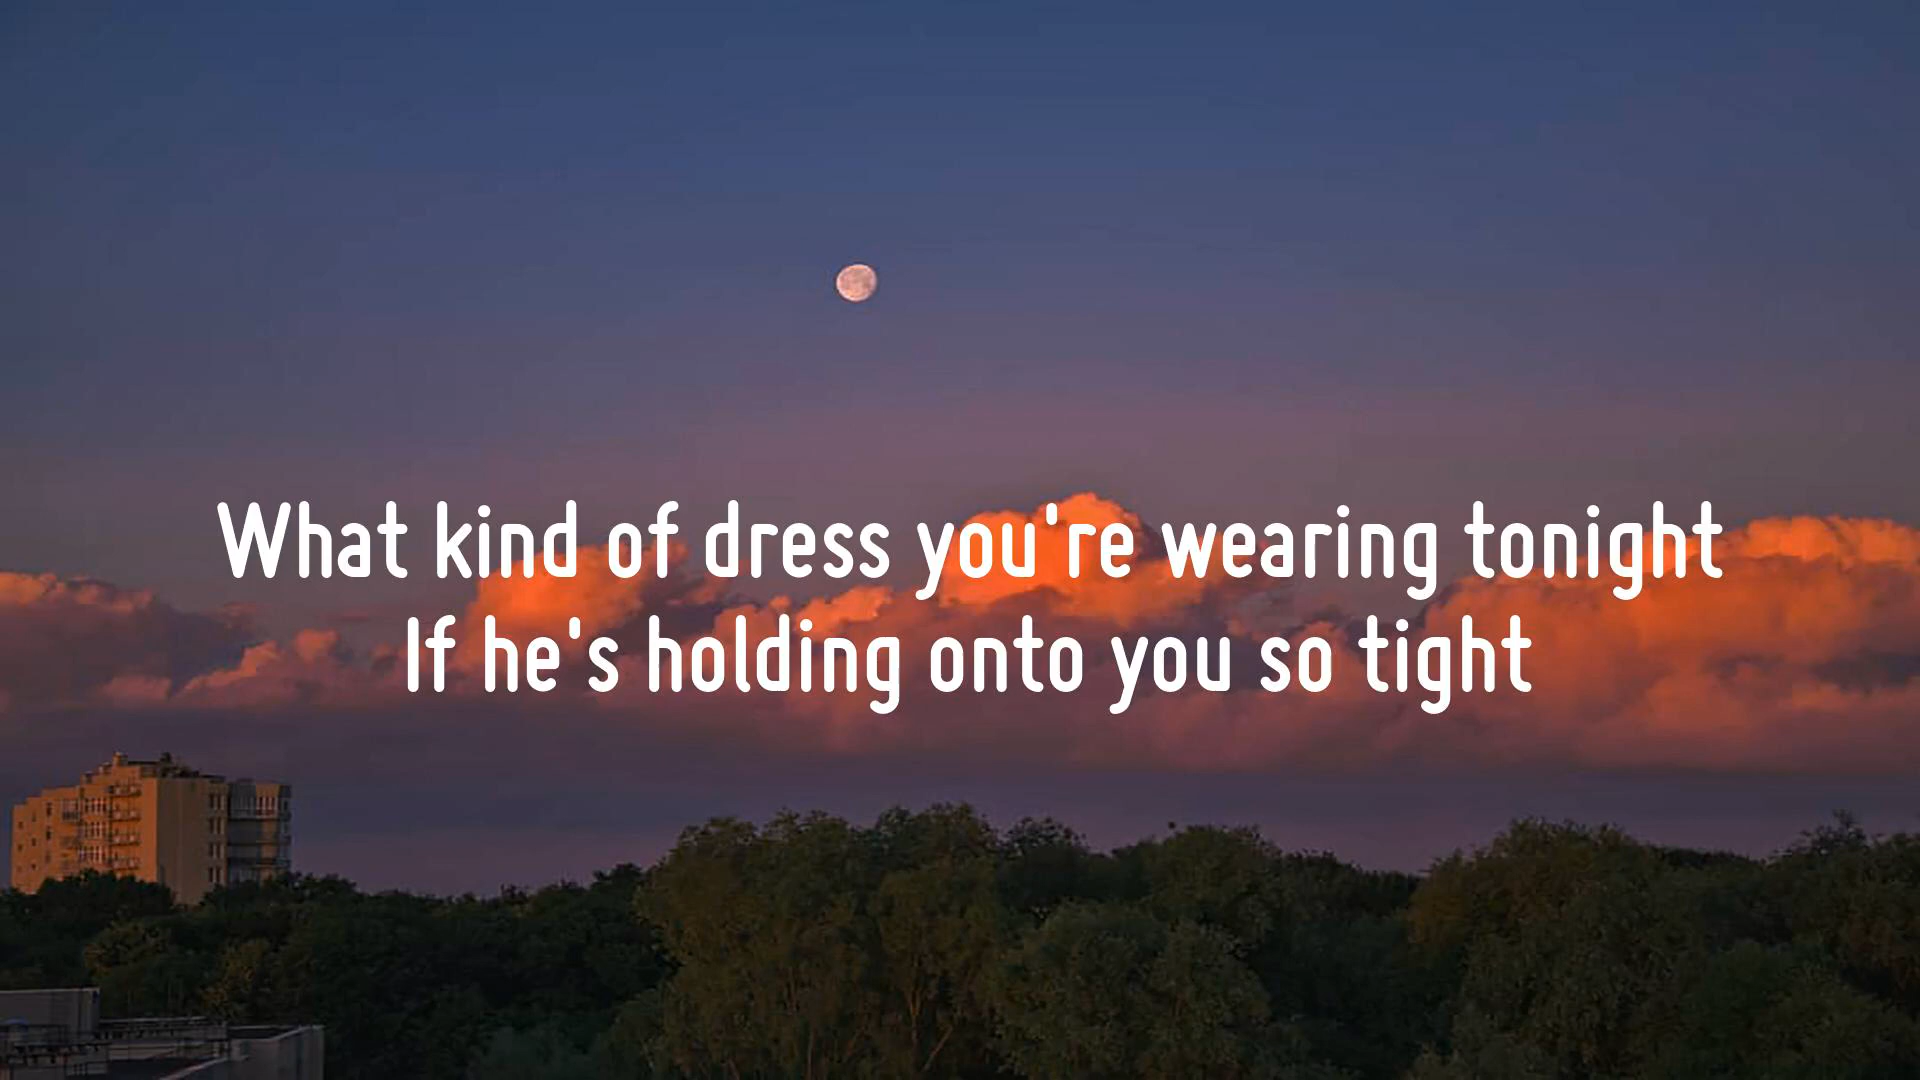 What kind of dress you're wearing tonight
If he's holding onto you so tight